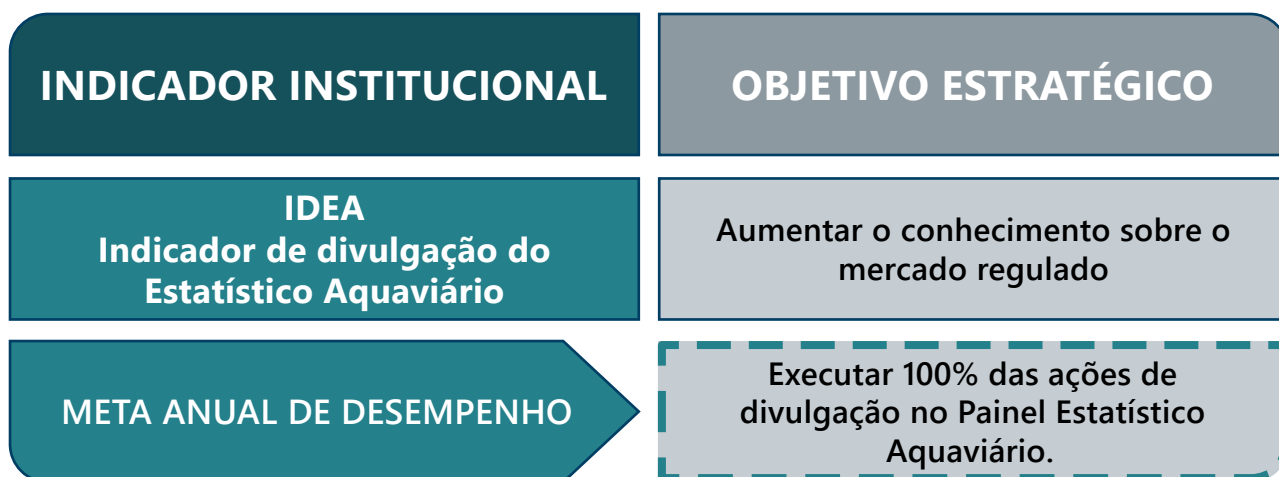 INDICADOR INSTITUCIONAL
OBJETIVO ESTRATÉGICO
IDEA
Indicador de divulgação do
Estatístico Aquaviário
Aumentar o conhecimento sobre o
mercado regulado
META ANUAL DE DESEMPENHO
Executar 100% das ações de
divulgação no Painel Estatístico
Aquaviário.